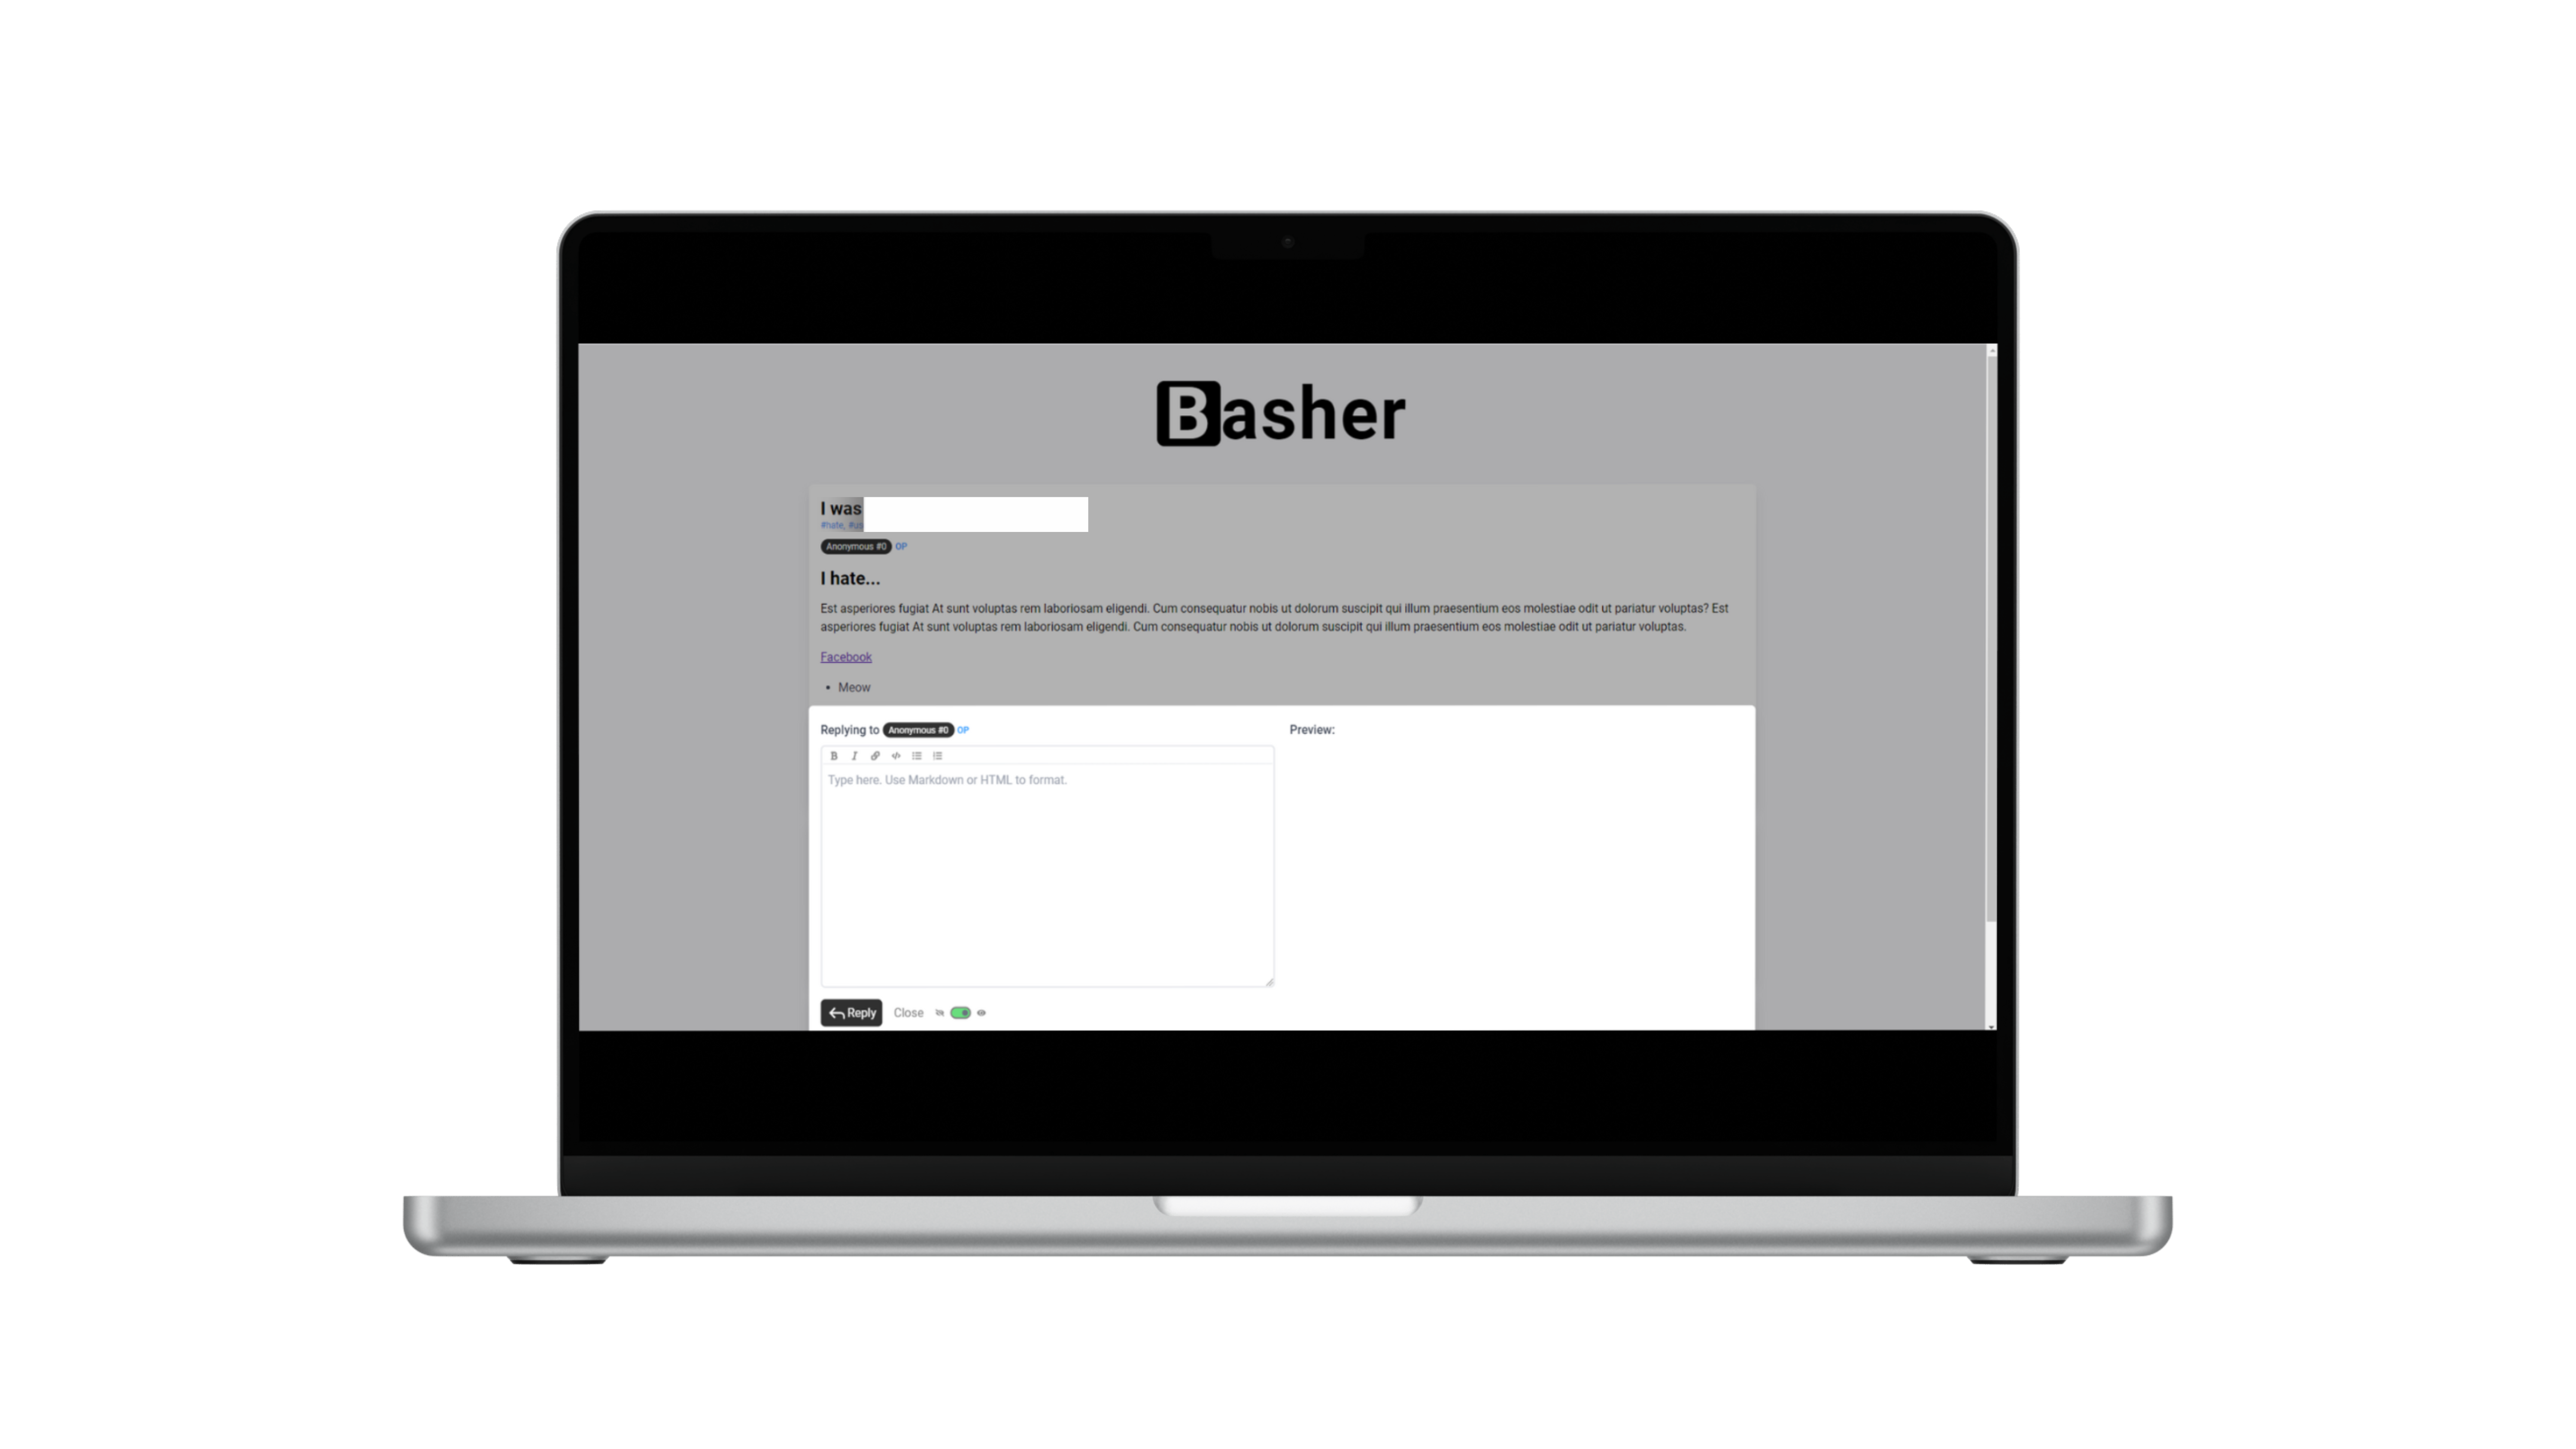 Basher
I was
#hate,
Anonymous #0 OP
I hate...
Est asperiores fugiat At sunt voluptas rem laboriosam eligendi. Cum consequatur nobis ut dolorum suscipit qui illum praesentium eos molestiae odit ut pariatur voluptas? Est
asperiores fugiat At sunt voluptas rem laboriosam eligendi. Cum consequatur nobis ut dolorum suscipit qui illum praesentium eos molestiae odit ut pariatur voluptas.
Facebook
• Meow
Replying to Anonymous #0 OP
Preview:
B I
Type here. Use Markdown or HTML to format.
Reply Close